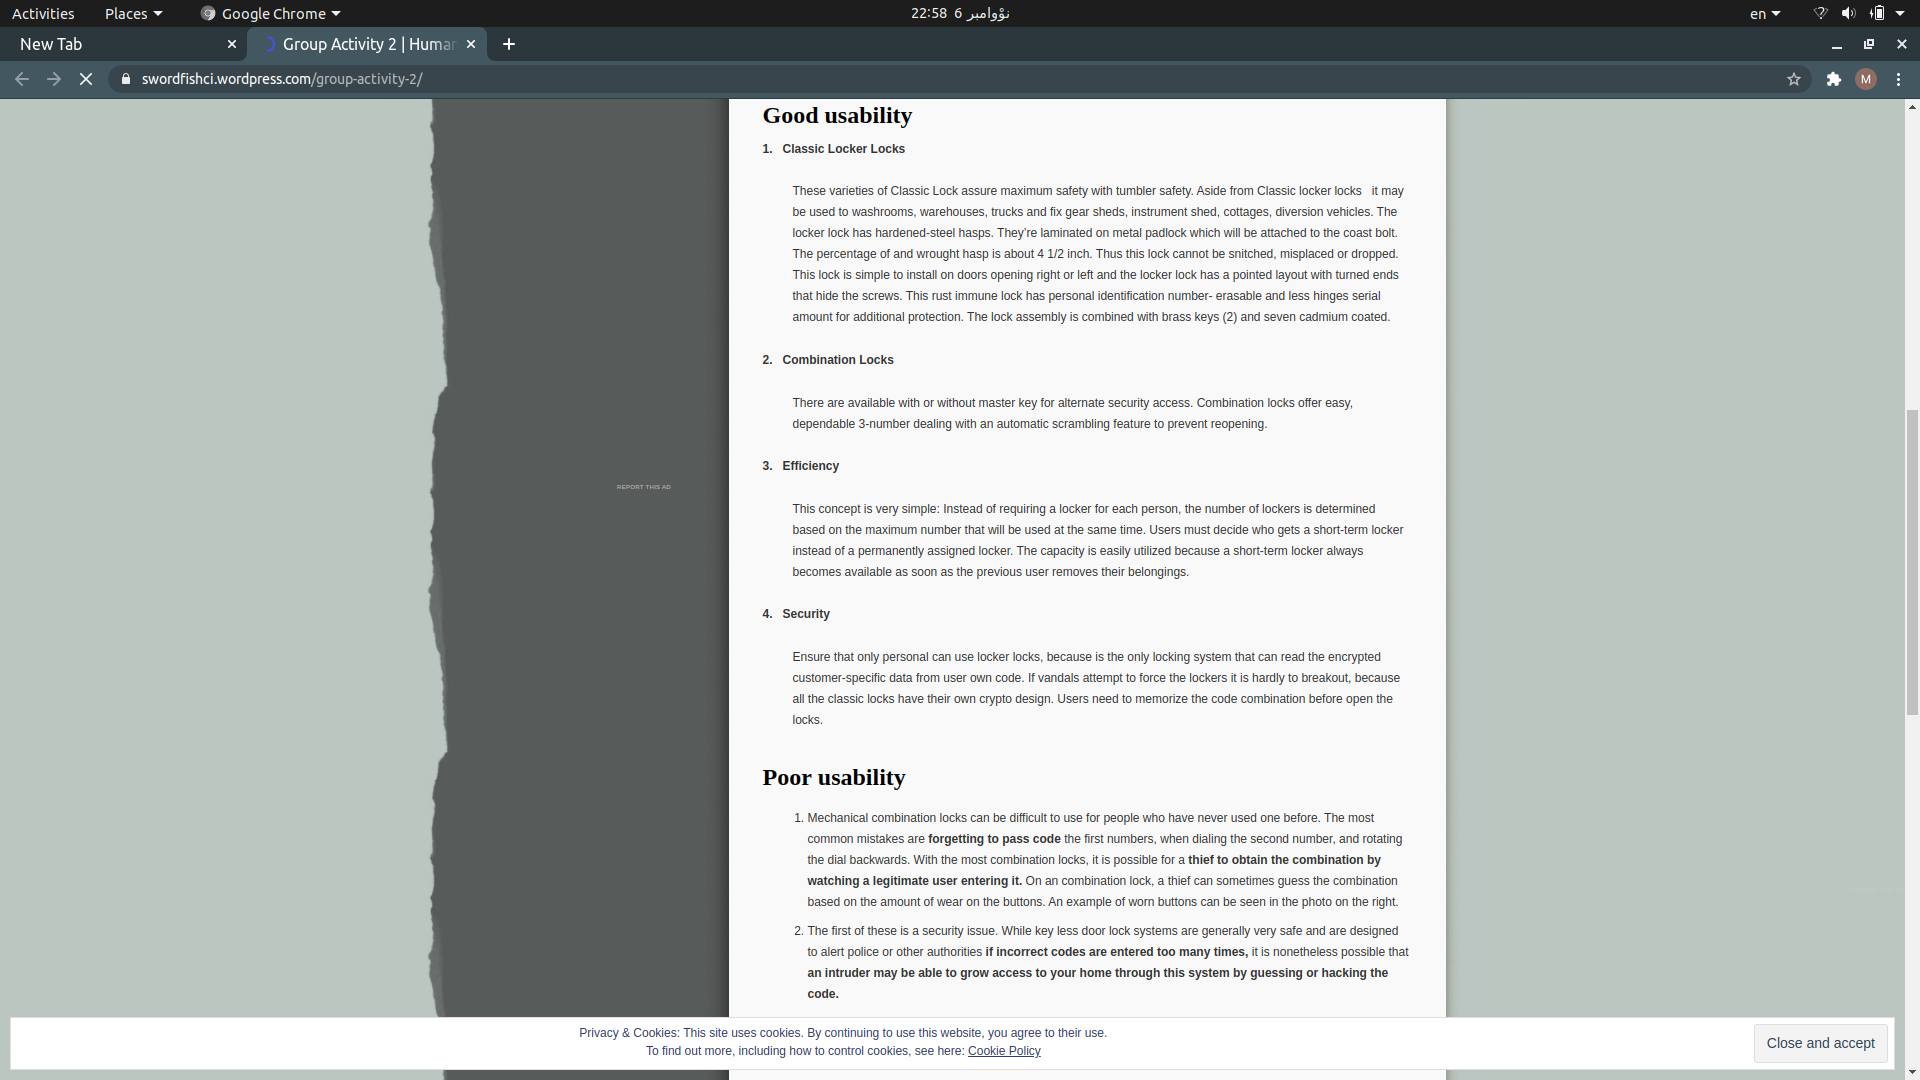 Activities Places Google Chrome نوْوامبر 6 22:58 en
New Tab Group Activity 2 | Human
swordfishci.wordpress.com/group-activity-2/ M
Good usability
1. Classic Locker Locks
These varieties of Classic Lock assure maximum safety with tumbler safety. Aside from Classic locker locks it may
be used to washrooms, warehouses, trucks and fix gear sheds, instrument shed, cottages, diversion vehicles. The
locker lock has hardened-steel hasps. They're laminated on metal padlock which will be attached to the coast bolt.
The percentage of and wrought hasp is about 4 1/2 inch. Thus this lock cannot be snitched, misplaced or dropped.
This lock is simple to install on doors opening right or left and the locker lock has a pointed layout with turned ends
that hide the screws. This rust immune lock has personal identification number- erasable and less hinges serial
amount for additional protection. The lock assembly is combined with brass keys (2) and seven cadmium coated.
2. Combination Locks
There are available with or without master key for alternate security access. Combination locks offer easy,
dependable 3-number dealing with an automatic scrambling feature to prevent reopening.
3. Efficiency
REPORT THIS AD
This concept is very simple: Instead of requiring a locker for each person, the number of lockers is determined
based on the maximum number that will be used at the same time. Users must decide who gets a short-term locker
instead of a permanently assigned locker. The capacity is easily utilized because a short-term locker always
becomes available as soon as the previous user removes their belongings.
4. Security
Ensure that only personal can use locker locks, because is the only locking system that can read the encrypted
customer-specific data from user own code. If vandals attempt to force the lockers it is hardly to breakout, because
all the classic locks have their own crypto design. Users need to memorize the code combination before open the
locks.
Poor usability
1. Mechanical combination locks can be difficult to use for people who have never used one before. The most
common mistakes are forgetting to pass code the first numbers, when dialing the second number, and rotating
the dial backwards. With the most combination locks, it is possible for a thief to obtain the combination by
watching a legitimate user entering it. On an combination lock, a thief can sometimes guess the combination
based on the amount of wear on the buttons. An example of worn buttons can be seen in the photo on the right.
2. The first of these is a security issue. While key less door lock systems are generally very safe and are designed
to alert police or other authorities if incorrect codes are entered too many times, it is nonetheless possible that
an intruder may be able to grow access to your home through this system by guessing or hacking the
code.
Privacy & Cookies: This site uses cookies. By continuing to use this website, you agree to their use.
To find out more, including how to control cookies, see here: Cookie Policy
Close and accept